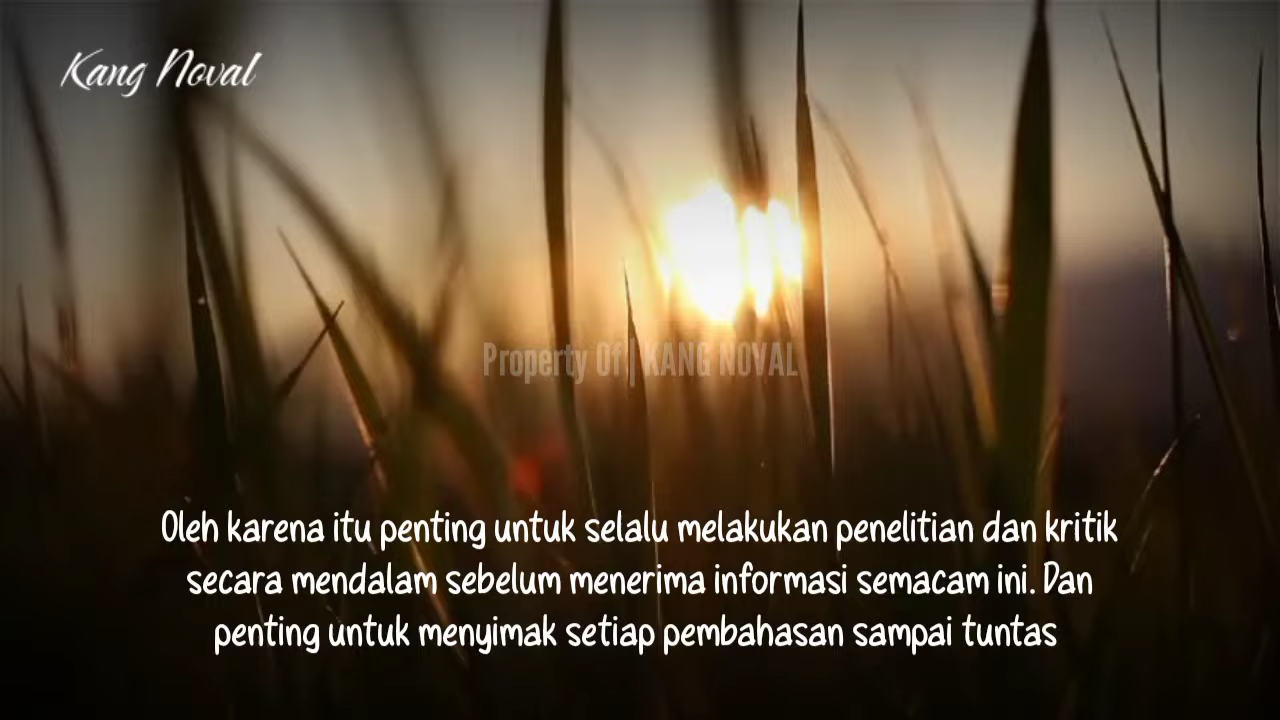 Kang Noval
Property Of | KANG NOVAL
Oleh karena itu penting untuk selalu melakukan penelitian dan kritik
secara mendalam sebelum menerima informasi semacam ini. Dan
penting untuk menyimak setiap pembahasan sampai tuntas